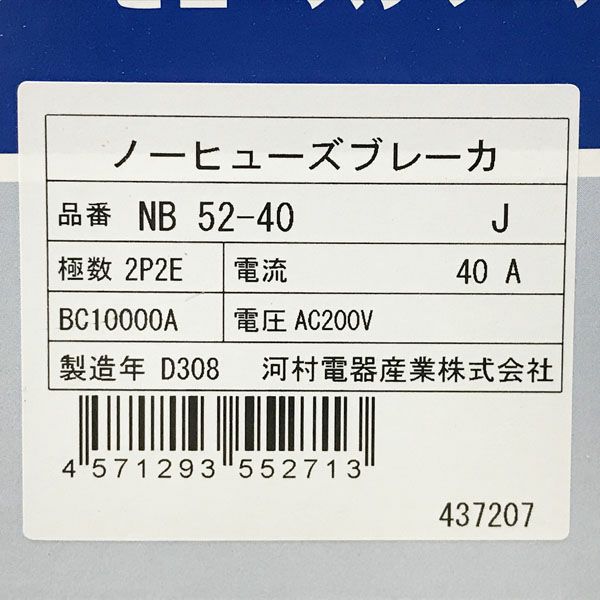 ノーヒューズブレーカ
品番 NB 52-40 J
極数 2P2E 電流 40 A
BC10000A 電圧 AC200V
製造年 D308 河村電器産業株式会社
4 571293 552713
437207